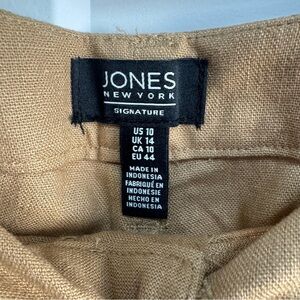 JONES
NEW YORK
SIGNATURE
US 10
UK 14
CA 10
EU 44
MADE IN
INDONESIA
FABRIQUÉ EN
INDONESIE
HECHO EN
INDONESIA